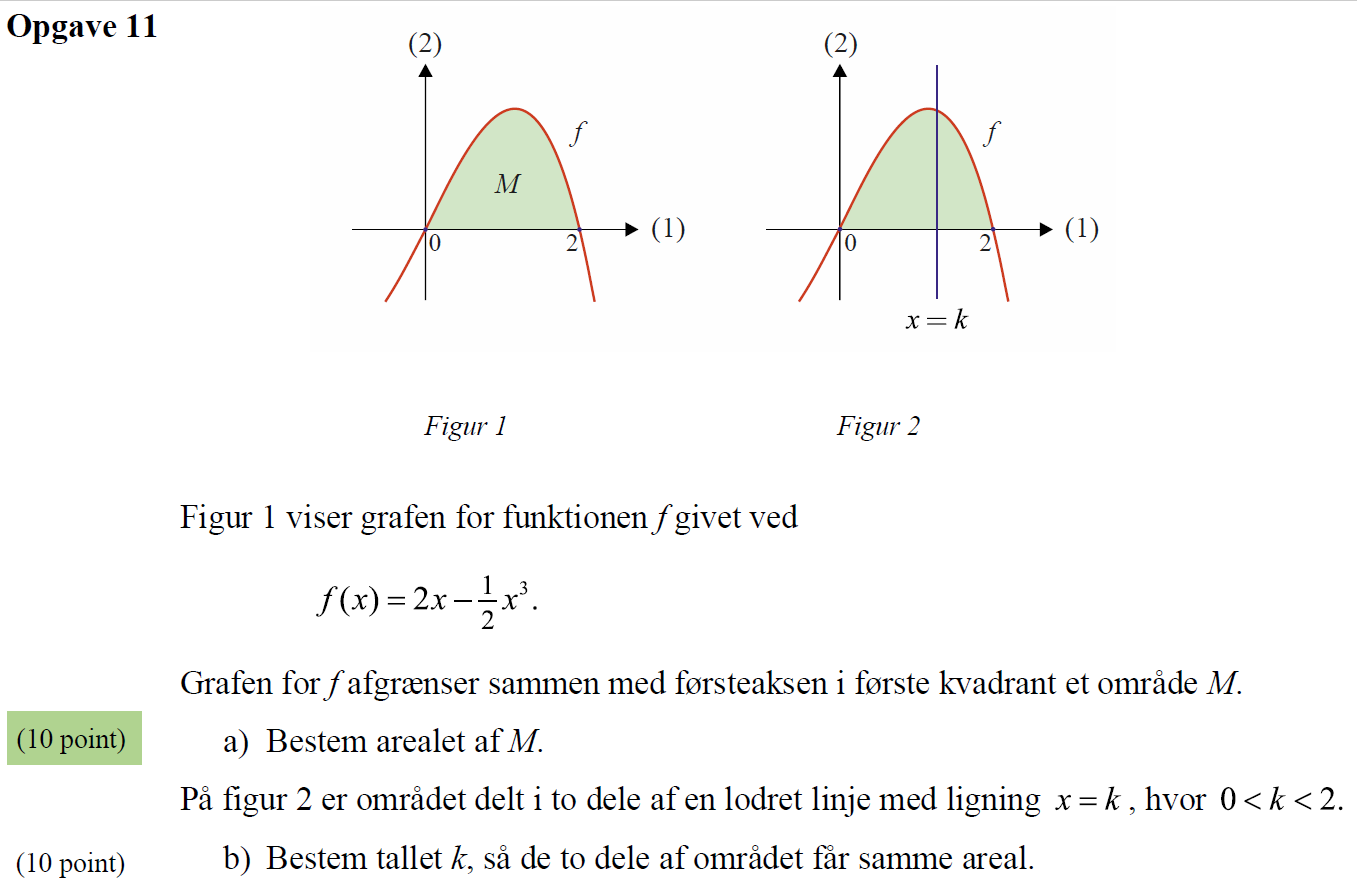 Opgave 11
(2) (2)
f f
M
(1) (1)
0 2 0 2
x = k
Figur 1 Figur 2
Figur 1 viser grafen for funktionen f givet ved
f(x) = 2x − 1/2 x³.
Grafen for f afgrænser sammen med førsteaksen i første kvadrant et område M.
(10 point) a) Bestem arealet af M.
På figur 2 er området delt i to dele af en lodret linje med ligning x = k, hvor 0 < k < 2.
(10 point) b) Bestem tallet k, så de to dele af området får samme areal.